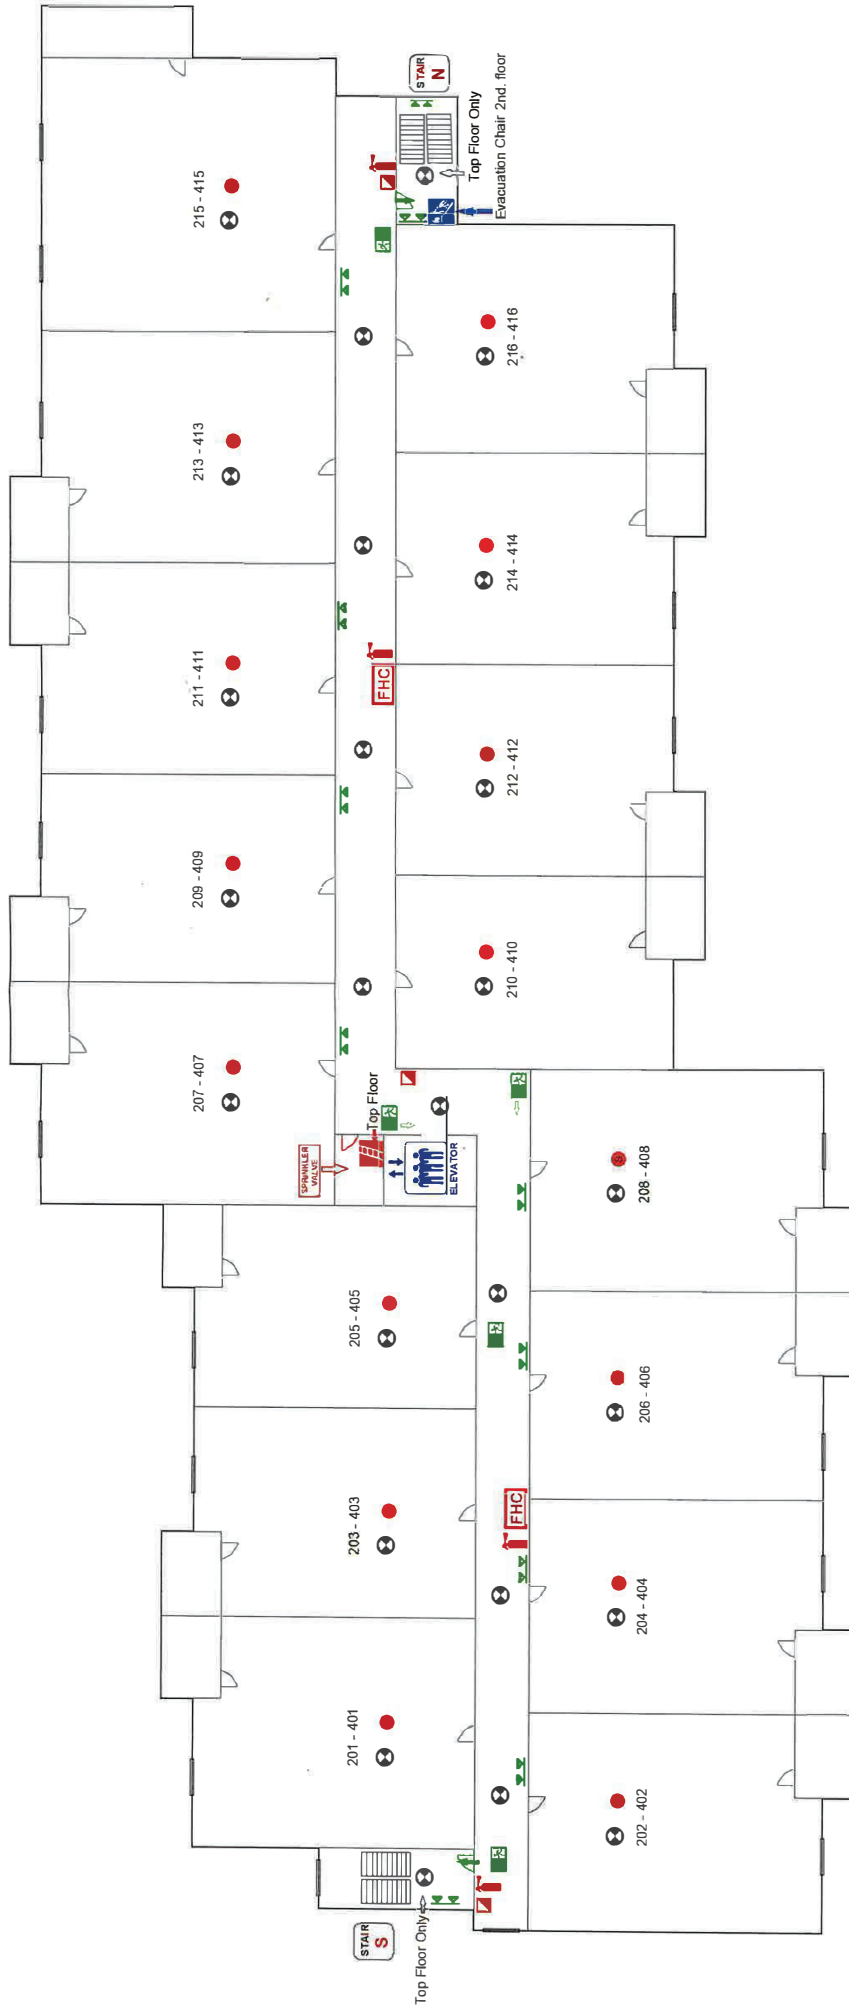 215 - 415
213 - 413
211 - 411
209 - 409
207 - 407
STAIR
N
Top Floor Only
Evacuation Chair 2nd. floor
216 - 416
214 - 414
FHC
212 - 412
210 - 410
Top Floor
SPRINKLER
VALVE
ELEVATOR
208 - 408
205 - 405
206 - 406
203 - 403
FHC
204 - 404
201 - 401
202 - 402
STAIR
S
Top Floor Only